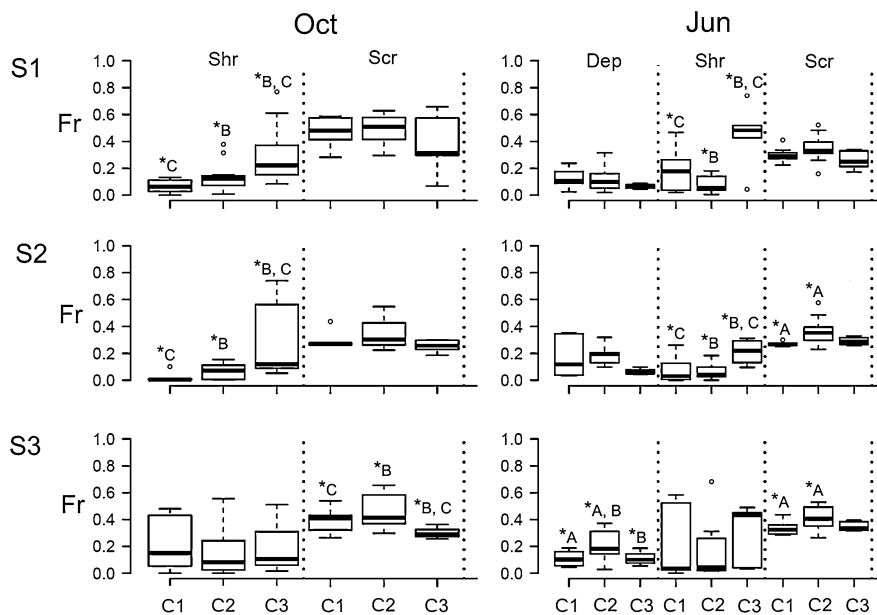 Oct Jun
S1
Shr Scr Dep Shr Scr
Fr
1.0 0.8 0.6 0.4 0.2 0.0
*C *B *B, C
1.0 0.8 0.6 0.4 0.2 0.0
*C *B *B, C
S2
Fr
1.0 0.8 0.6 0.4 0.2 0.0
*C *B *B, C
1.0 0.8 0.6 0.4 0.2 0.0
*C *B *B, C *A *A
S3
Fr
1.0 0.8 0.6 0.4 0.2 0.0
*C *B *B, C
1.0 0.8 0.6 0.4 0.2 0.0
*A *A, B *B *A *A
C1 C2 C3 C1 C2 C3 C1 C2 C3 C1 C2 C3 C1 C2 C3